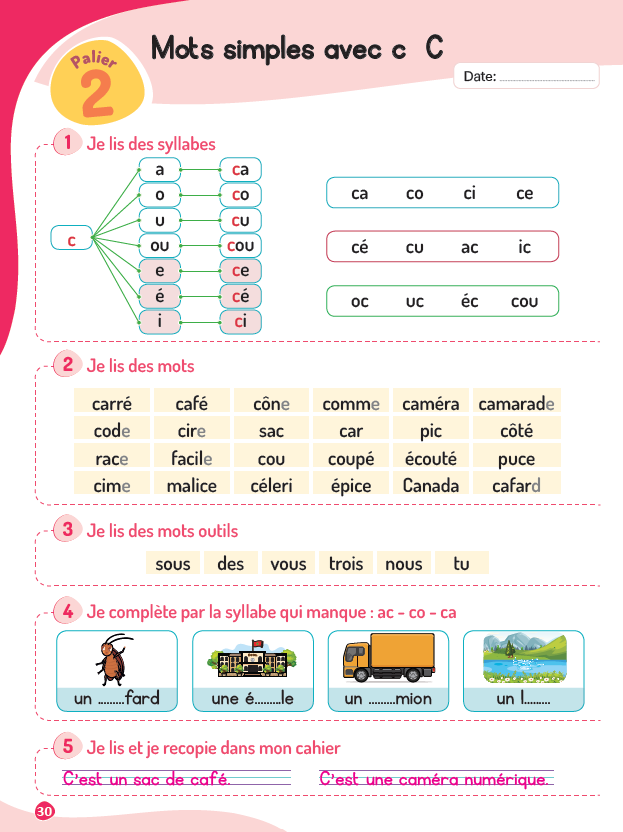 Mots simples avec c C
Palier
2
Date: ........................
1 Je lis des syllabes
c
a ca
o co
u cu
ou cou
e ce
é cé
i ci
ca co ci ce
cé cu ac ic
oc uc éc cou
2 Je lis des mots
carré café cône comme caméra camarade
code cire sac car pic côté
race facile cou coupé écouté puce
cime malice céleri épice Canada cafard
3 Je lis des mots outils
sous des vous trois nous tu
4 Je complète par la syllabe qui manque : ac - co - ca
un .........fard une é.........le un .........mion un l.........
5 Je lis et je recopie dans mon cahier
C'est un sac de café. C'est une caméra numérique.
30